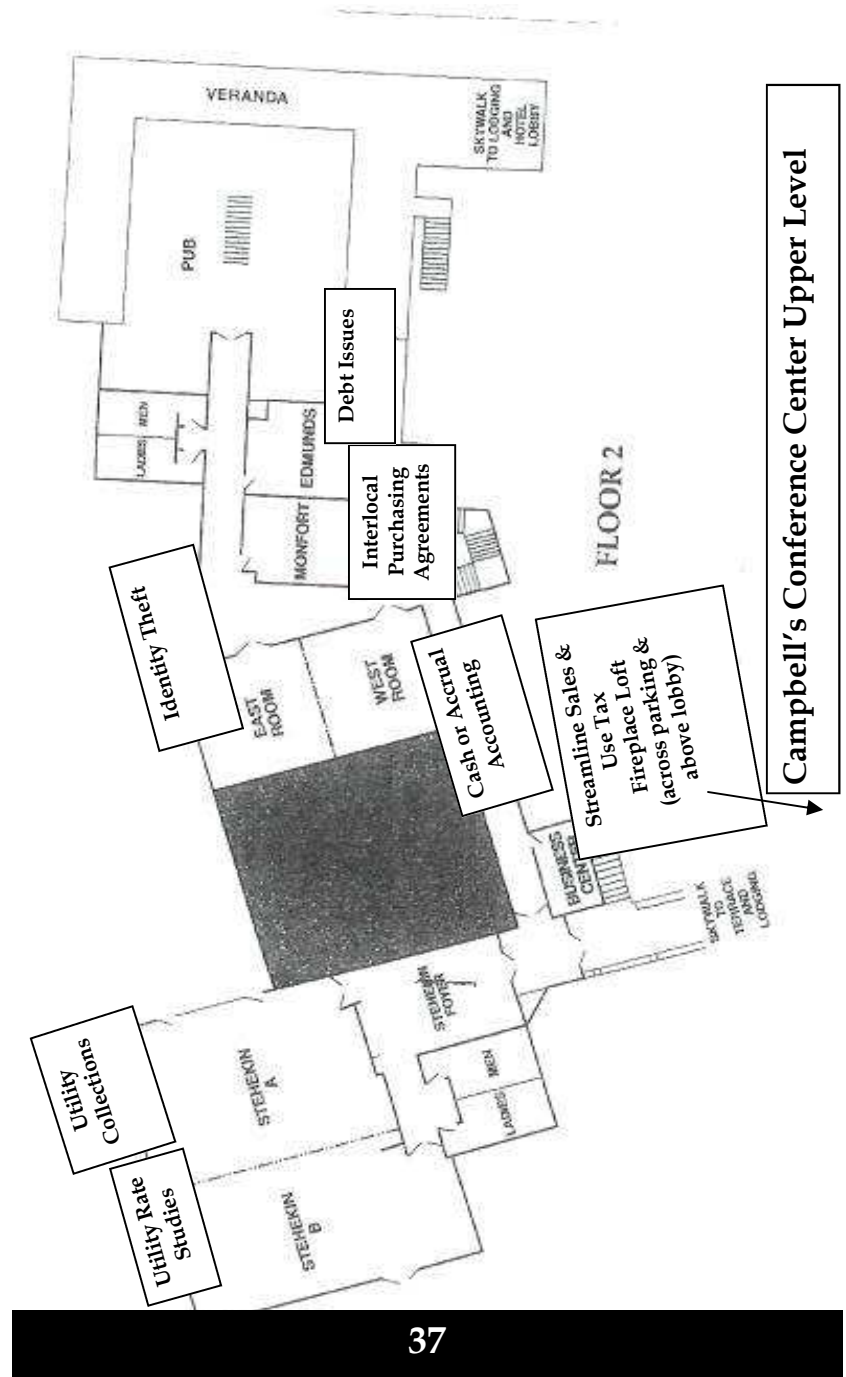 VERANDA
SKYWALK
TO LODGING
AND
HOTEL
LOBBY
PUB
Debt Issues
LADIES
MEN
EDMUNDS
MONFORT
Interlocal
Purchasing
Agreements
FLOOR 2
Identity Theft
EAST
ROOM
WEST
ROOM
Cash or Accrual
Accounting
Streamline Sales &
Use Tax
Fireplace Loft
(across parking &
above lobby)
Campbell's Conference Center Upper Level
BUSINESS
CENTER
SKYWALK
TO
TERRACE
AND
LODGING
STEHEKIN
FOYER
LADIES
MEN
Utility
Collections
STEHEKIN
A
Utility Rate
Studies
STEHEKIN
B
37